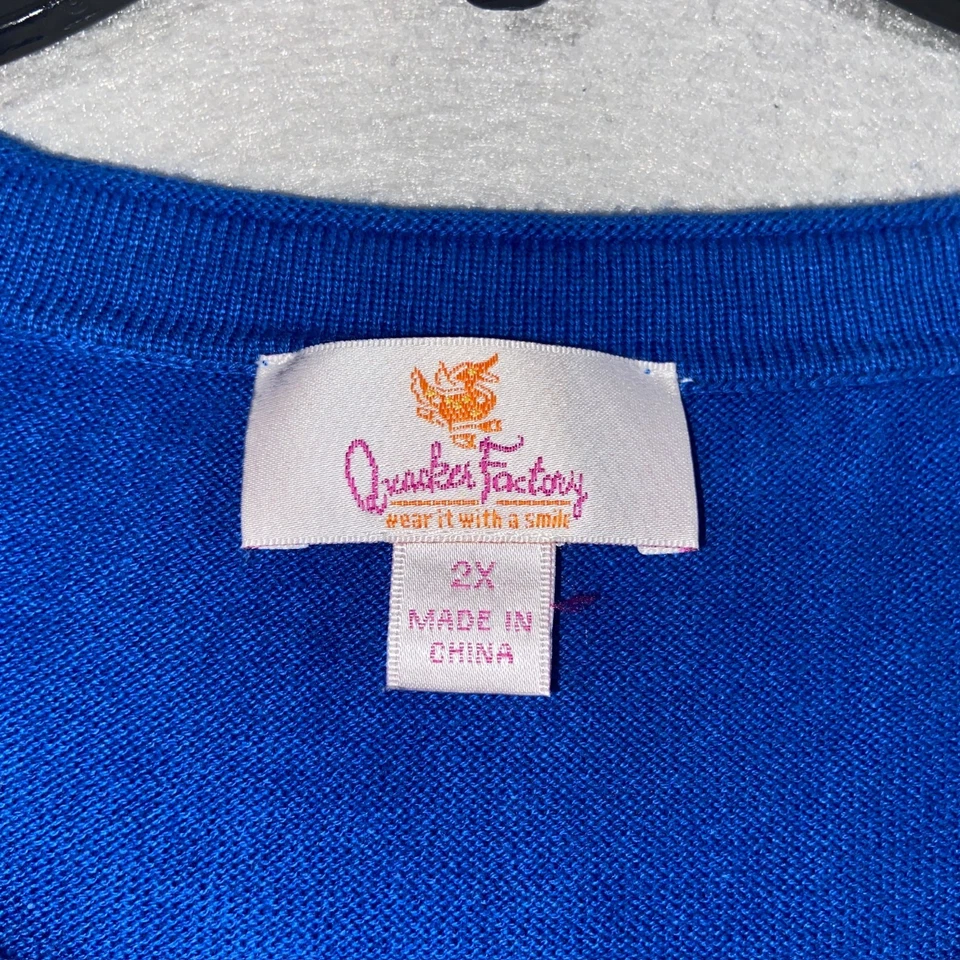 Quacker Factory
wear it with a smile
2X
MADE IN
CHINA